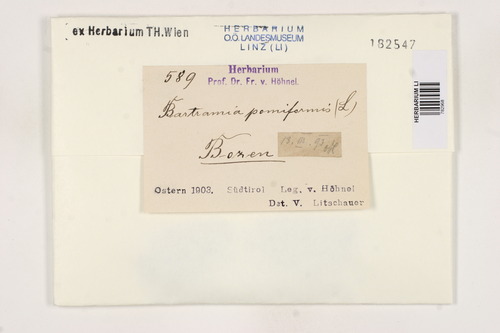 ex Herbarium TH.Wien
HERBARIUM
O.Ö. LANDESMUSEUM
LINZ (LI)
182547
HERBARIUM LI
589
Herbarium
Prof. Dr. Fr. v. Höhnel.
Bartramia pomiformis (L)
Bozen
Ostern 1903. Südtirol Leg. v. Höhnel
Det. V. Litschauer